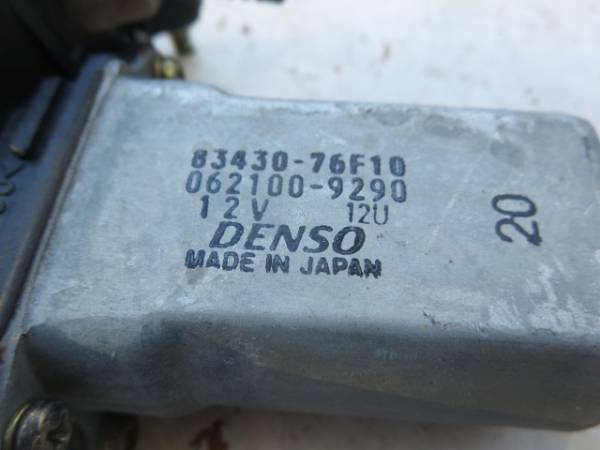 83430-76F10
062100-9290
12V 12U
DENSO
MADE IN JAPAN
20